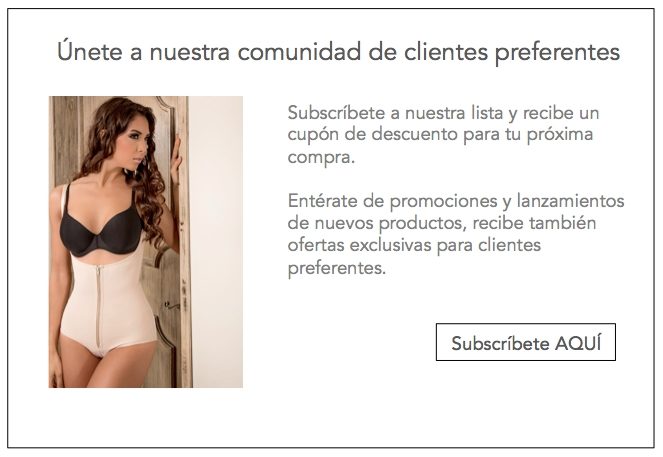 Únete a nuestra comunidad de clientes preferentes
Subscríbete a nuestra lista y recibe un
cupón de descuento para tu próxima
compra.
Entérate de promociones y lanzamientos
de nuevos productos, recibe también
ofertas exclusivas para clientes
preferentes.
Subscríbete AQUÍ